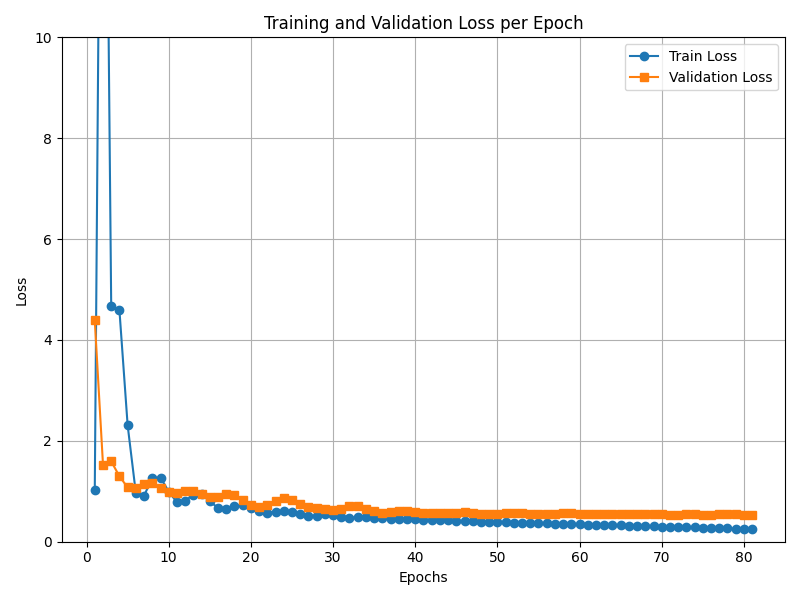 Training and Validation Loss per Epoch
Train Loss
Validation Loss
10
8
6
4
2
0
Loss
0 10 20 30 40 50 60 70 80
Epochs